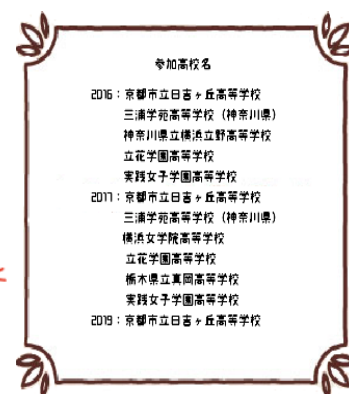 参加高校名
2016：京都市立日吉ヶ丘高等学校
三浦学苑高等学校（神奈川県）
神奈川県立横浜立野高等学校
立花学園高等学校
実践女子学園高等学校
2017：京都市立日吉ヶ丘高等学校
三浦学苑高等学校（神奈川県）
横浜女学院高等学校
立花学園高等学校
栃木県立真岡高等学校
実践女子学園高等学校
2019：京都市立日吉ヶ丘高等学校